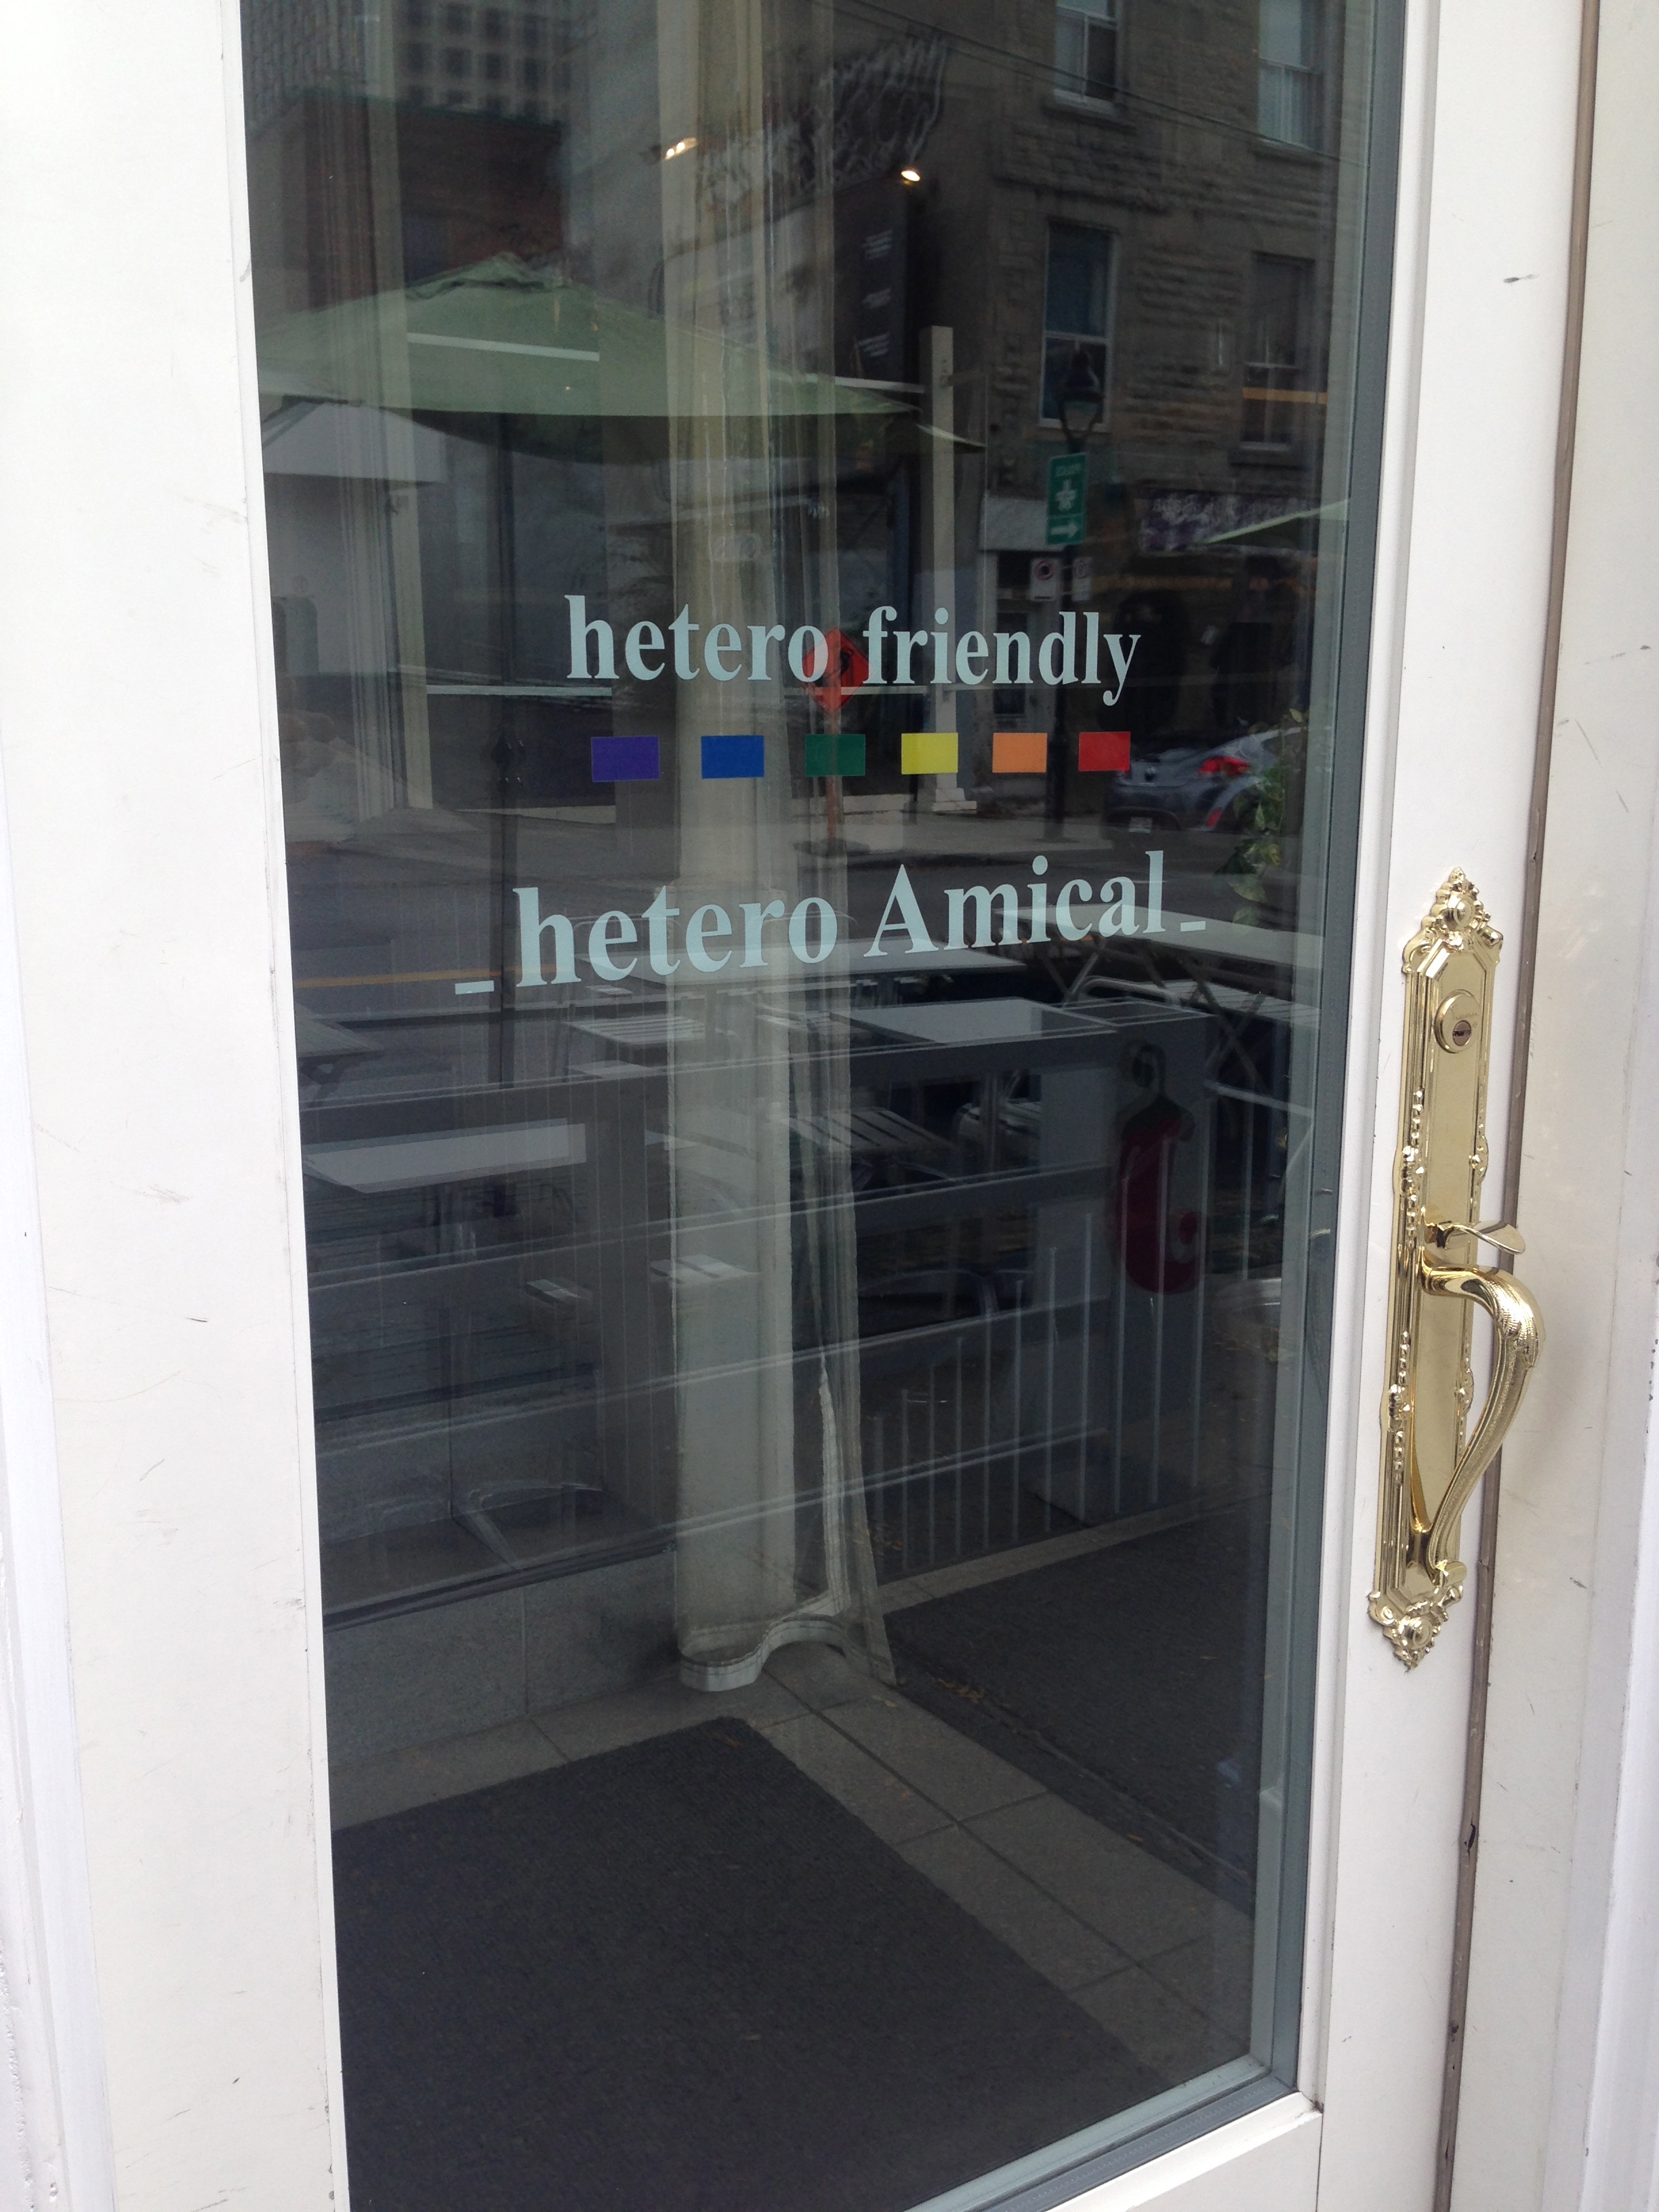 hetero friendly
_hetero Amical_